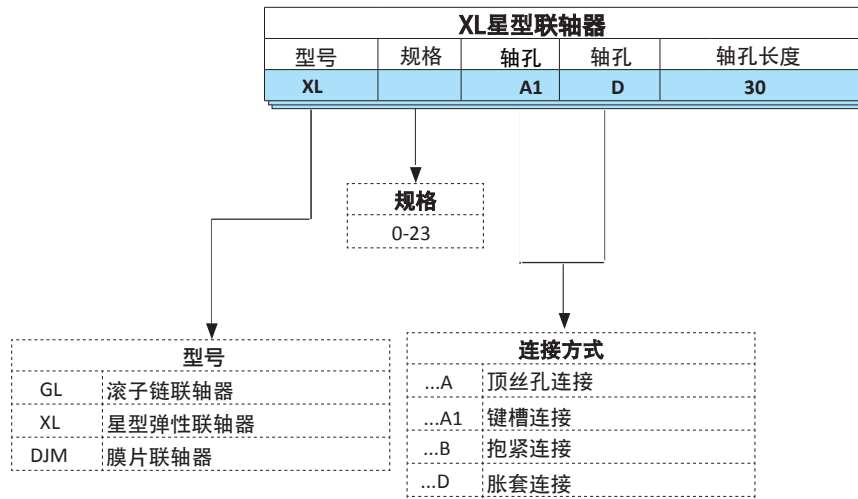 XL星型联轴器
型号 规格 轴孔 轴孔 轴孔长度
XL A1 D 30
规格
0-23
型号
GL 滚子链联轴器
XL 星型弹性联轴器
DJM 膜片联轴器
连接方式
...A 顶丝孔连接
...A1 键槽连接
...B 抱紧连接
...D 胀套连接